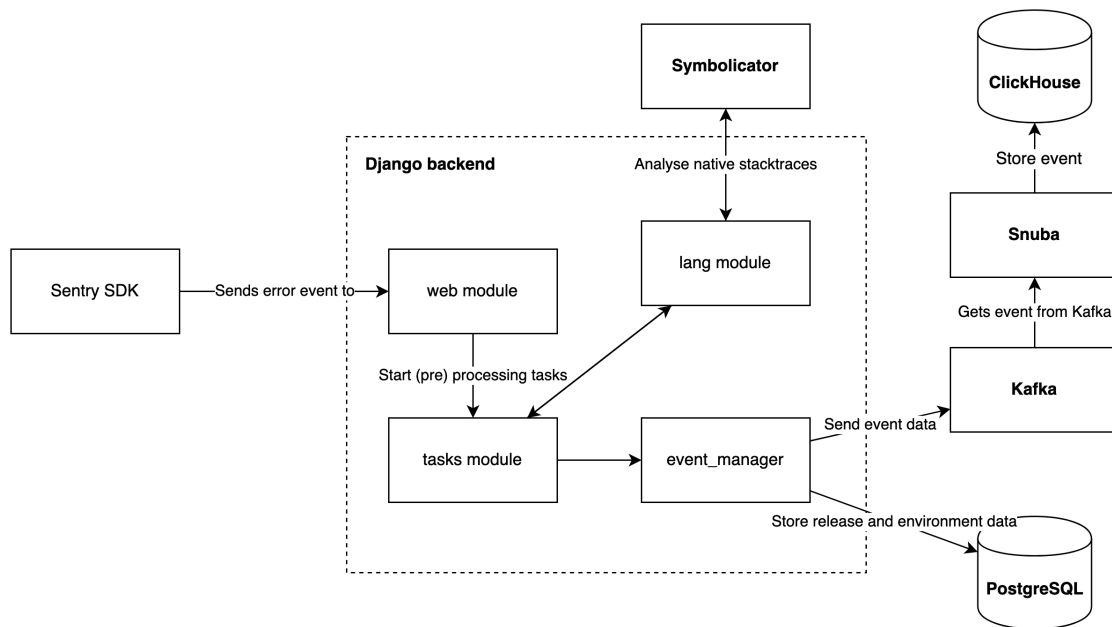 Symbolicator
ClickHouse
Django backend
Analyse native stacktraces
Store event
Snuba
lang module
Sentry SDK
Sends error event to
web module
Gets event from Kafka
Start (pre) processing tasks
Kafka
Send event data
tasks module
event_manager
Store release and environment data
PostgreSQL